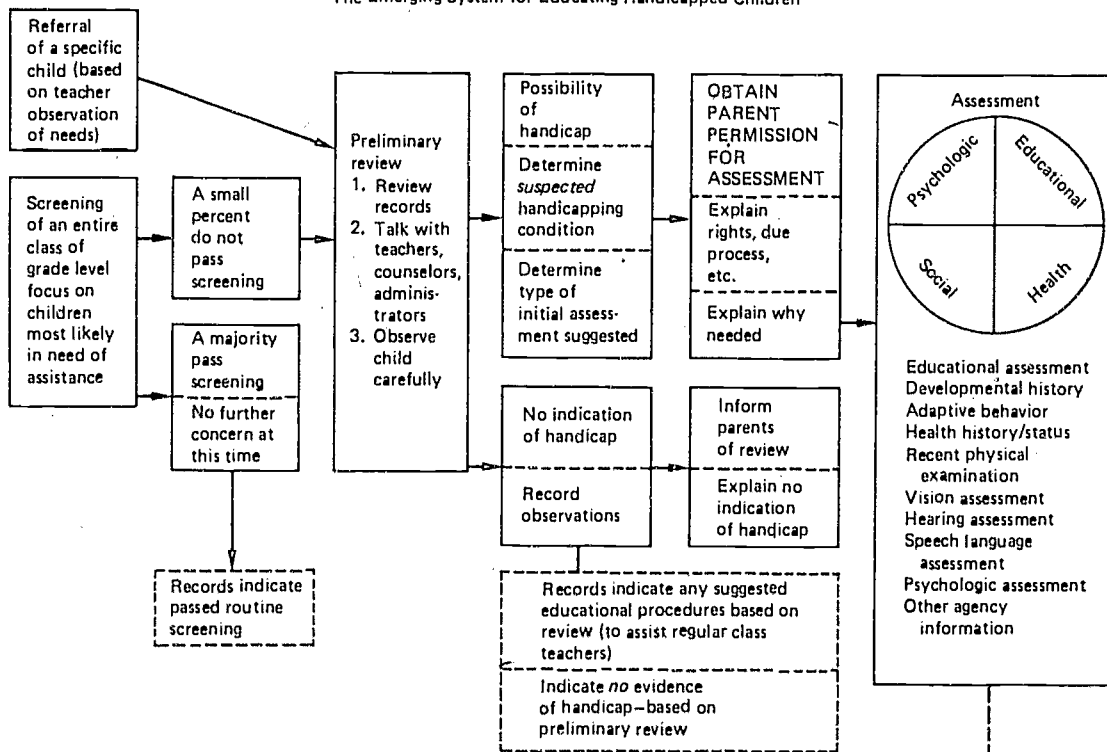 The Emerging System for Educating Handicapped Children
Referral
of a specific
child (based
on teacher
observation
of needs)
Screening
of an entire
class of
grade level
focus on
children
most likely
in need of
assistance
A small
percent
do not
pass
screening
A majority
pass
screening
No further
concern at
this time
Records indicate
passed routine
screening
Preliminary
review
1. Review
records
2. Talk with
teachers,
counselors,
adminis-
trators
3. Observe
child
carefully
Possibility
of
handicap
Determine
suspected
handicapping
condition
Determine
type of
initial assess-
ment suggested
No indication
of handicap
Record
observations
Records indicate any suggested
educational procedures based on
review (to assist regular class
teachers)
Indicate no evidence
of handicap–based on
preliminary review
OBTAIN
PARENT
PERMISSION
FOR
ASSESSMENT
Explain
rights, due
process,
etc.
Explain why
needed
Inform
parents
of review
Explain no
indication
of handicap
Assessment
Psychologic
Educational
Social
Health
Educational assessment
Developmental history
Adaptive behavior
Health history/status
Recent physical
examination
Vision assessment
Hearing assessment
Speech language
assessment
Psychologic assessment
Other agency
information